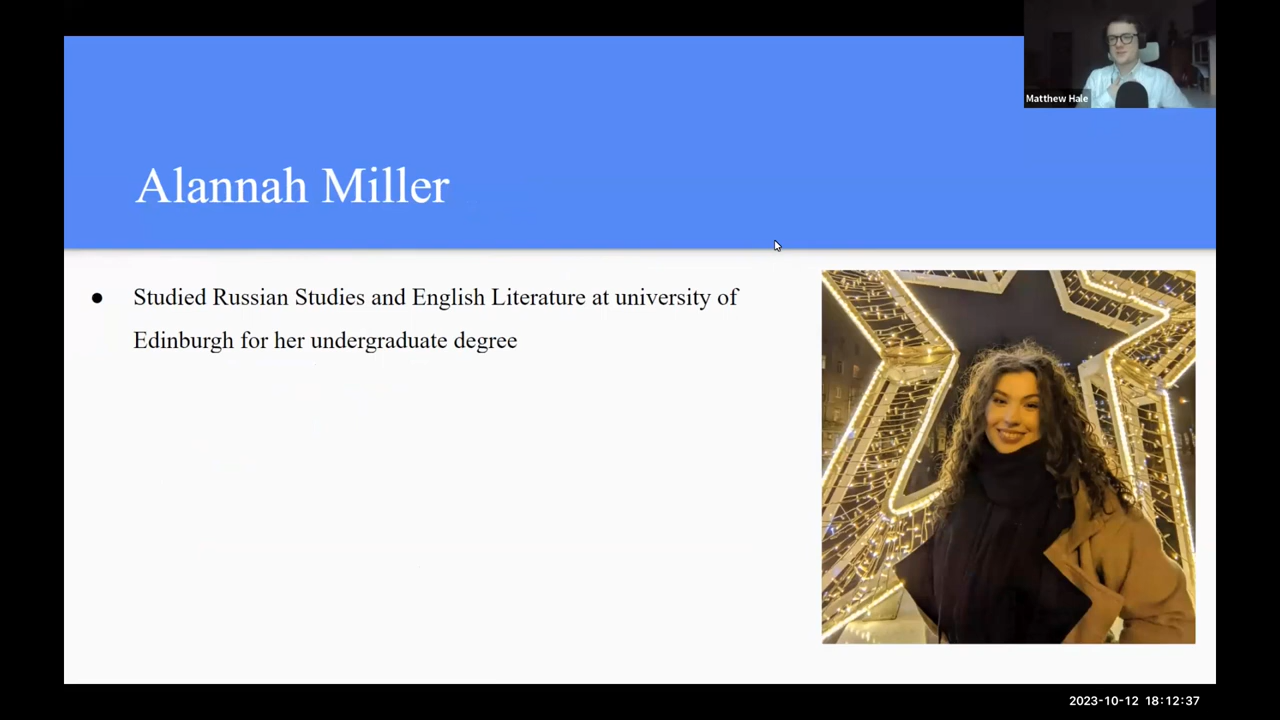 Matthew Hale
Alannah Miller
● Studied Russian Studies and English Literature at university of
Edinburgh for her undergraduate degree
2023-10-12 18:12:37